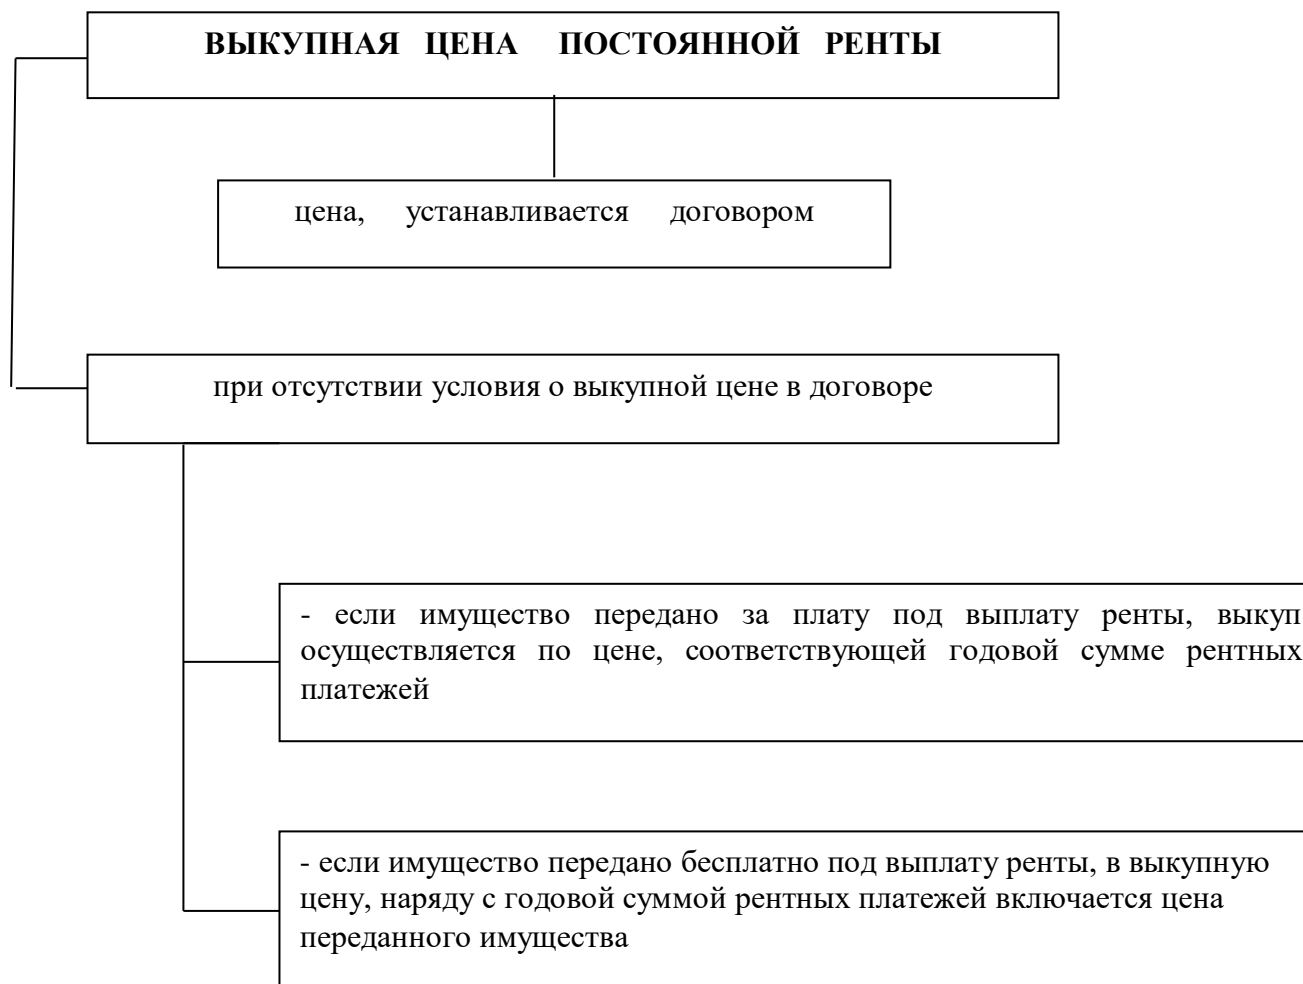 ВЫКУПНАЯ ЦЕНА ПОСТОЯННОЙ РЕНТЫ
цена, устанавливается договором
при отсутствии условия о выкупной цене в договоре
- если имущество передано за плату под выплату ренты, выкуп
осуществляется по цене, соответствующей годовой сумме рентных
платежей
- если имущество передано бесплатно под выплату ренты, в выкупную
цену, наряду с годовой суммой рентных платежей включается цена
переданного имущества